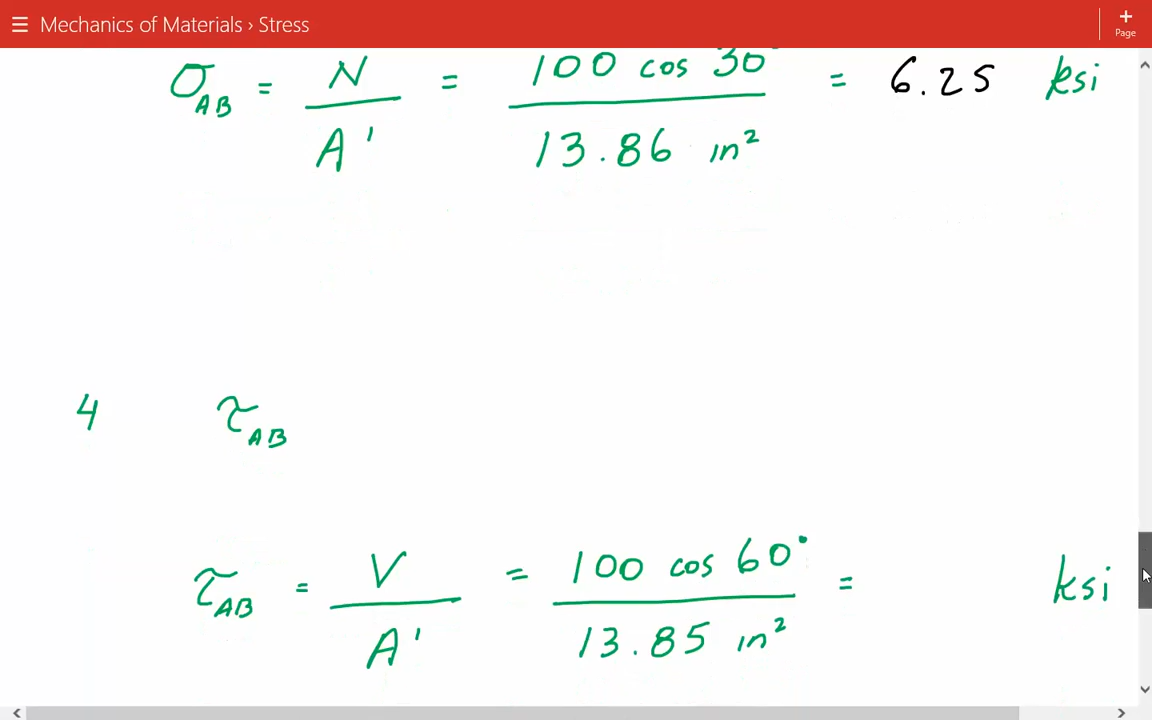 Mechanics of Materials › Stress
Page
σAB = N / A' = 100 cos 30° / 13.86 in² = 6.25 ksi
4 τAB
τAB = V / A' = 100 cos 60° / 13.85 in² = ksi